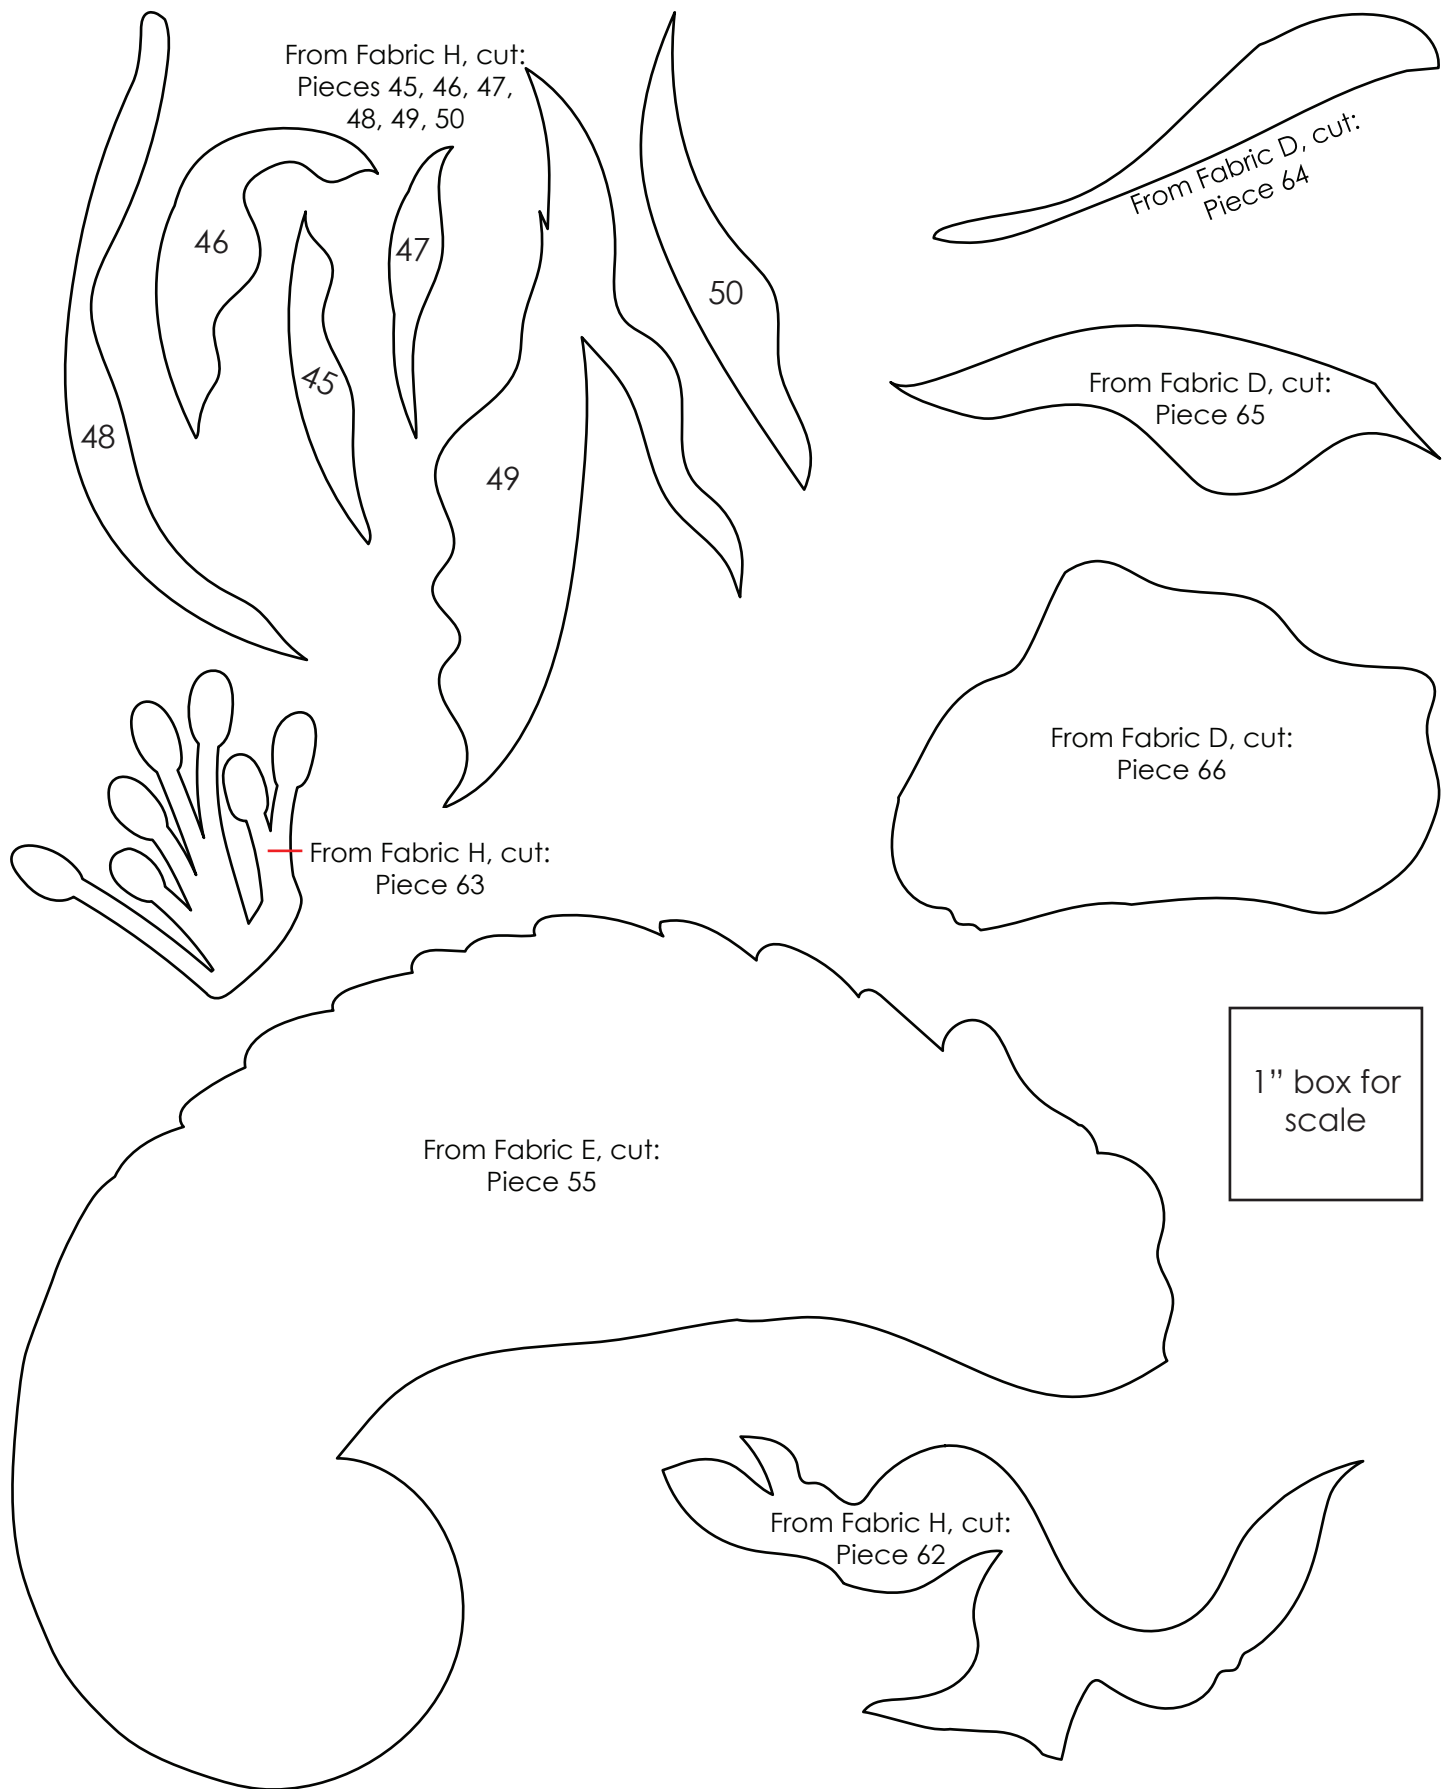 From Fabric H, cut:
Pieces 45, 46, 47,
48, 49, 50
46
47
45
48
49
50
From Fabric D, cut:
Piece 64
From Fabric D, cut:
Piece 65
From Fabric D, cut:
Piece 66
From Fabric H, cut:
Piece 63
From Fabric E, cut:
Piece 55
1” box for
scale
From Fabric H, cut:
Piece 62